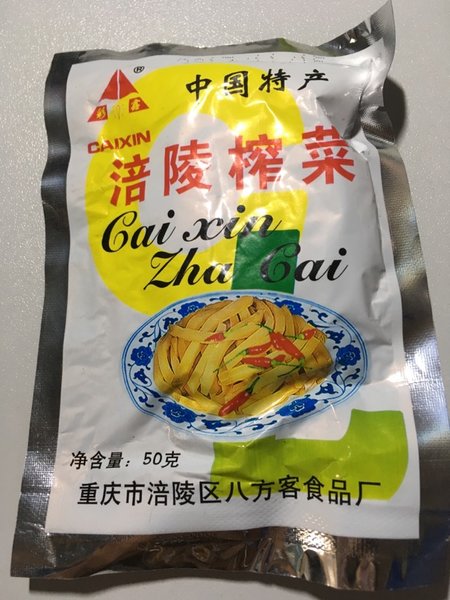 ®
中国特产
CAIXIN
涪陵榨菜
Cai xin
Zha Cai
净含量：50克
重庆市涪陵区八方客食品厂